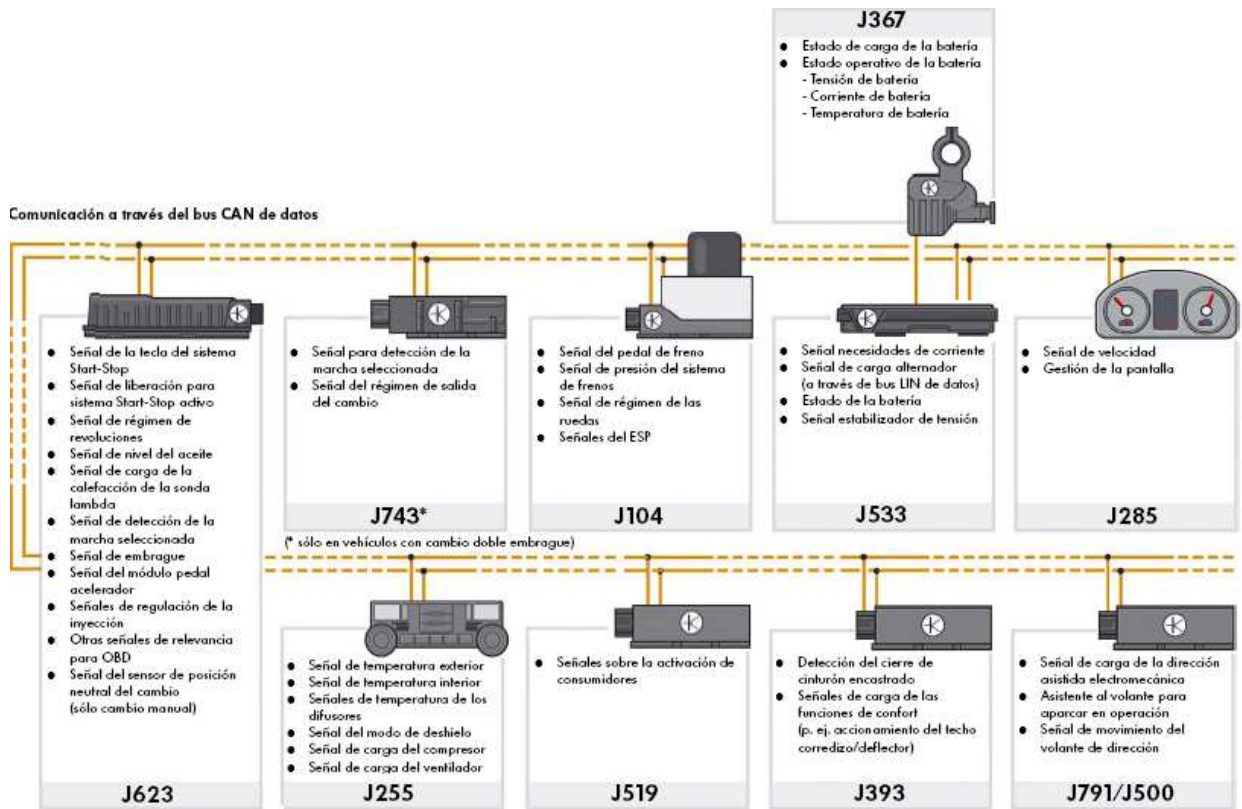 J367
● Estado de carga de la batería
● Estado operativo de la batería
- Tensión de batería
- Corriente de batería
- Temperatura de batería
Comunicación a través del bus CAN de datos
● Señal de la tecla del sistema
Start-Stop
● Señal de liberación para
sistema Start-Stop activo
● Señal de régimen de
revoluciones
● Señal de nivel del aceite
● Señal de carga de la
calefacción de la sonda
lambda
● Señal de detección de la
marcha seleccionada
● Señal de embrague
● Señal del módulo pedal
acelerador
● Señales de regulación de la
inyección
● Otras señales de relevancia
para OBD
● Señal del sensor de posición
neutral del cambio
(sólo cambio manual)
J623
● Señal para detección de la
marcha seleccionada
● Señal del régimen de salida
del cambio
J743*
(* sólo en vehículos con cambio doble embrague)
● Señal del pedal de freno
● Señal de presión del sistema
de frenos
● Señal de régimen de las
ruedas
● Señales del ESP
J104
● Señal necesidades de corriente
● Señal de carga alternador
(a través de bus LIN de datos)
● Estado de la batería
● Señal estabilizador de tensión
J533
● Señal de velocidad
● Gestión de la pantalla
J285
● Señal de temperatura exterior
● Señal de temperatura interior
● Señales de temperatura de los
difusores
● Señal del modo de deshielo
● Señal de carga del compresor
● Señal de carga del ventilador
J255
● Señales sobre la activación de
consumidores
J519
● Detección del cierre de
cinturón encastrado
● Señales de carga de las
funciones de confort
(p. ej. accionamiento del techo
corredizo/deflector)
J393
● Señal de carga de la dirección
asistida electromecánica
● Asistente al volante para
aparcar en operación
● Señal de movimiento del
volante de dirección
J791/J500